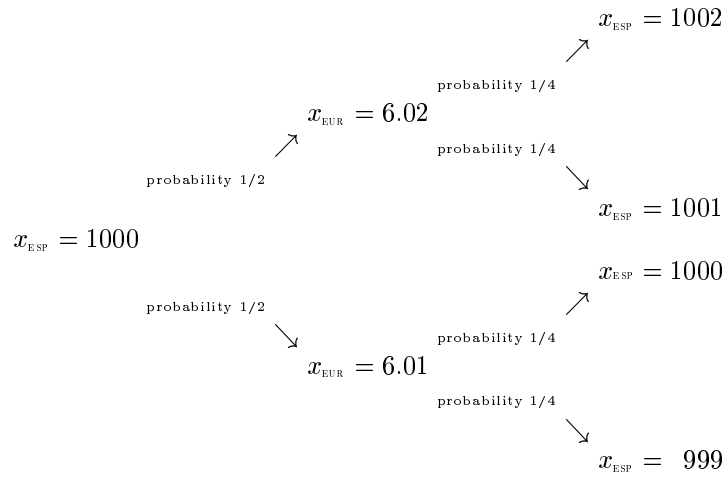 x_ESP = 1002
probability 1/4
x_EUR = 6.02
probability 1/4
probability 1/2
x_ESP = 1001
x_ESP = 1000
x_ESP = 1000
probability 1/2
probability 1/4
x_EUR = 6.01
probability 1/4
x_ESP = 999